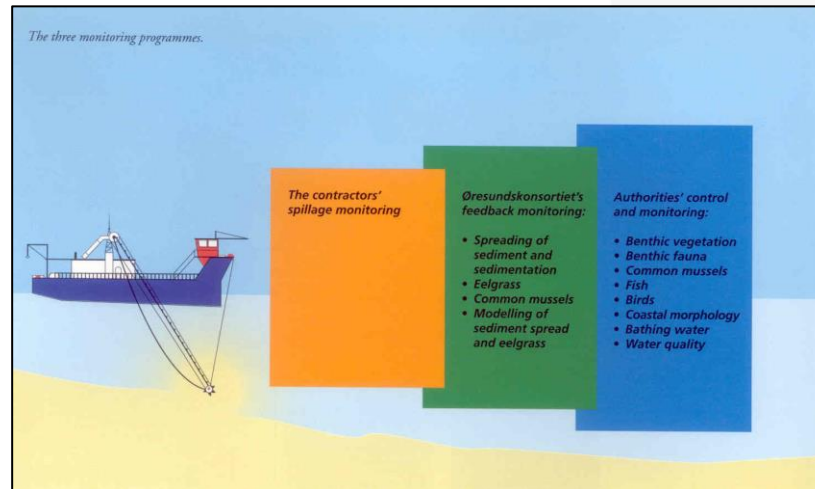 The three monitoring programmes.
The contractors'
spillage monitoring
Øresundskonsortiet's
feedback monitoring:
• Spreading of
sediment and
sedimentation
• Eelgrass
• Common mussels
• Modelling of
sediment spread
and eelgrass
Authorities' control
and monitoring:
• Benthic vegetation
• Benthic fauna
• Common mussels
• Fish
• Birds
• Coastal morphology
• Bathing water
• Water quality